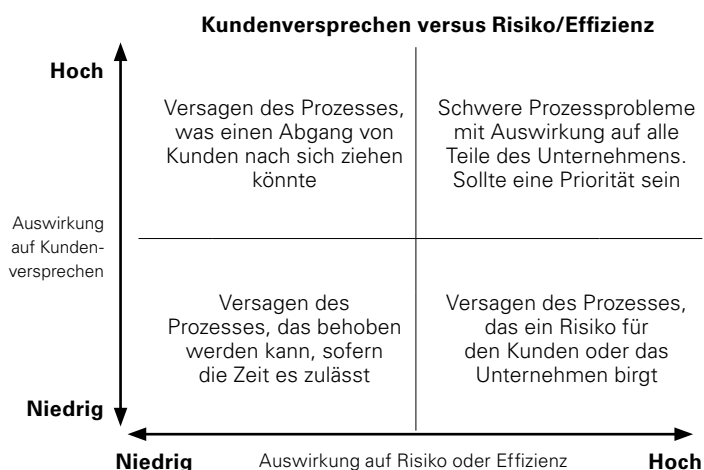 Kundenversprechen versus Risiko/Effizienz
Hoch
Versagen des Prozesses,
was einen Abgang von
Kunden nach sich ziehen
könnte
Schwere Prozessprobleme
mit Auswirkung auf alle
Teile des Unternehmens.
Sollte eine Priorität sein
Auswirkung
auf Kunden-
versprechen
Versagen des
Prozesses, das behoben
werden kann, sofern
die Zeit es zulässt
Versagen des Prozesses,
das ein Risiko für
den Kunden oder das
Unternehmen birgt
Niedrig
Niedrig
Auswirkung auf Risiko oder Effizienz
Hoch